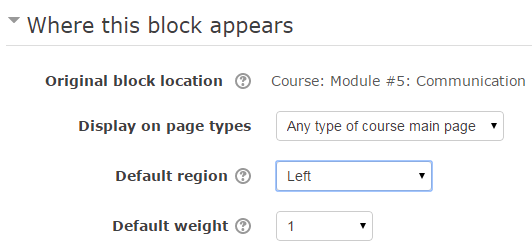 Where this block appears
Original block location Course: Module #5: Communication
Display on page types Any type of course main page
Default region Left
Default weight 1